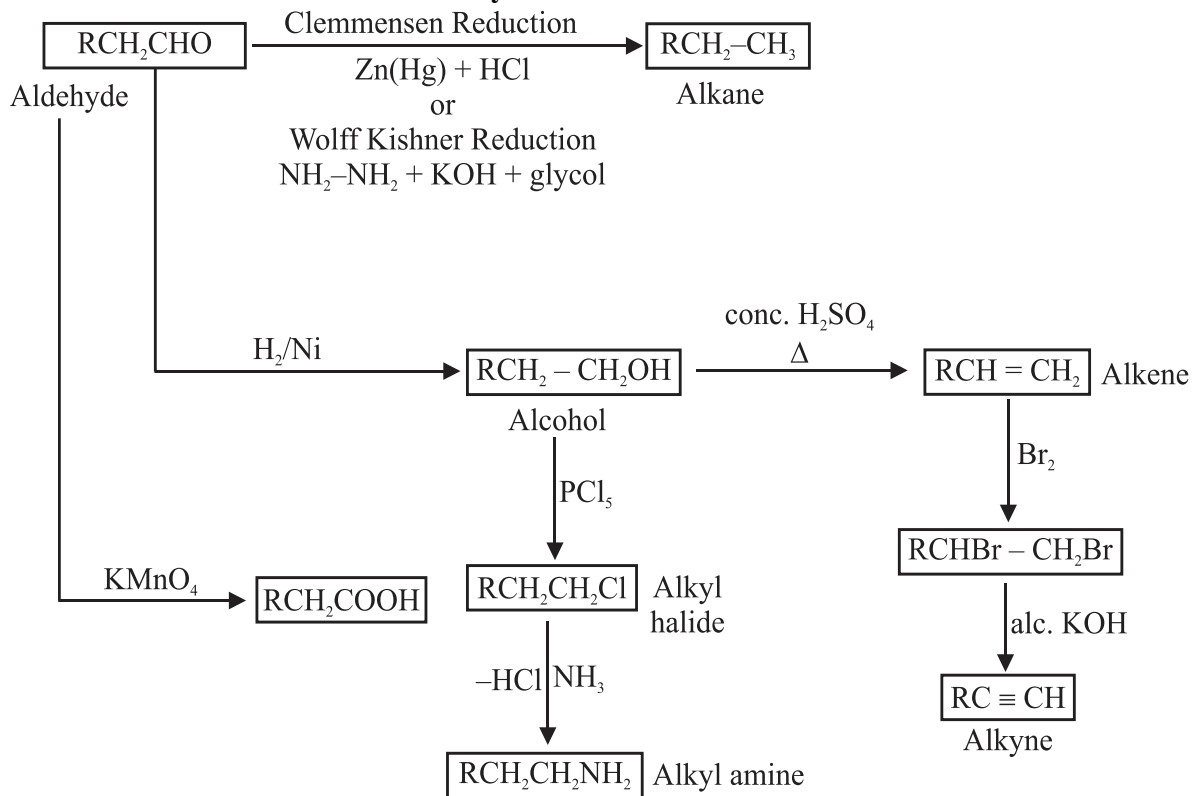 Clemmensen Reduction
RCH₂CHO
RCH₂–CH₃
Zn(Hg) + HCl
Aldehyde
Alkane
or
Wolff Kishner Reduction
NH₂–NH₂ + KOH + glycol
conc. H₂SO₄
H₂/Ni
Δ
RCH₂ – CH₂OH
RCH = CH₂ Alkene
Alcohol
Br₂
PCl₅
RCHBr – CH₂Br
KMnO₄
RCH₂COOH
RCH₂CH₂Cl
Alkyl
halide
alc. KOH
–HCl NH₃
RC ≡ CH
Alkyne
RCH₂CH₂NH₂ Alkyl amine